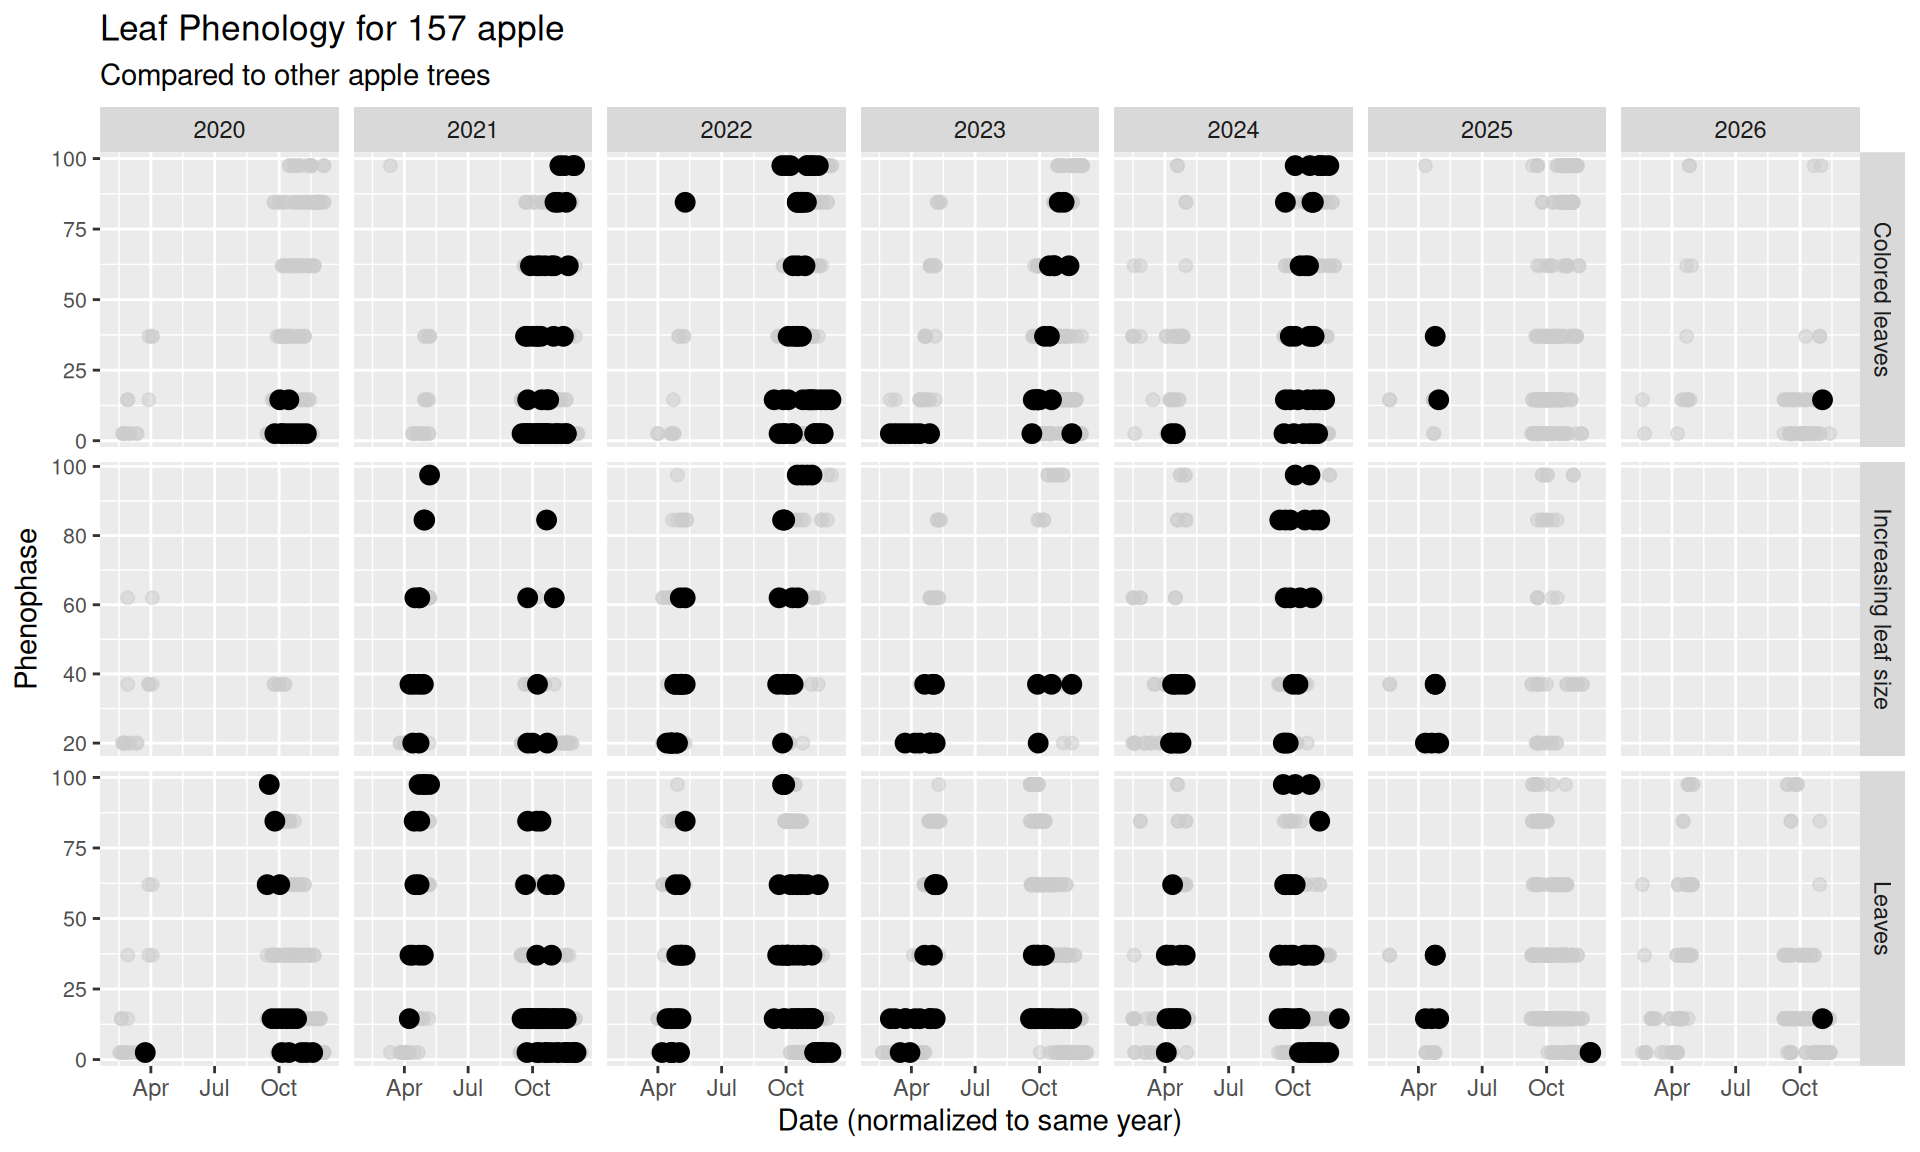 Leaf Phenology for 157 apple
Compared to other apple trees
2020 2021 2022 2023 2024 2025 2026
100
75
50
25
0
Colored leaves
100
80
60
40
20
Increasing leaf size
100
75
50
25
0
Leaves
Phenophase
Apr Jul Oct Apr Jul Oct Apr Jul Oct Apr Jul Oct Apr Jul Oct Apr Jul Oct Apr Jul Oct
Date (normalized to same year)